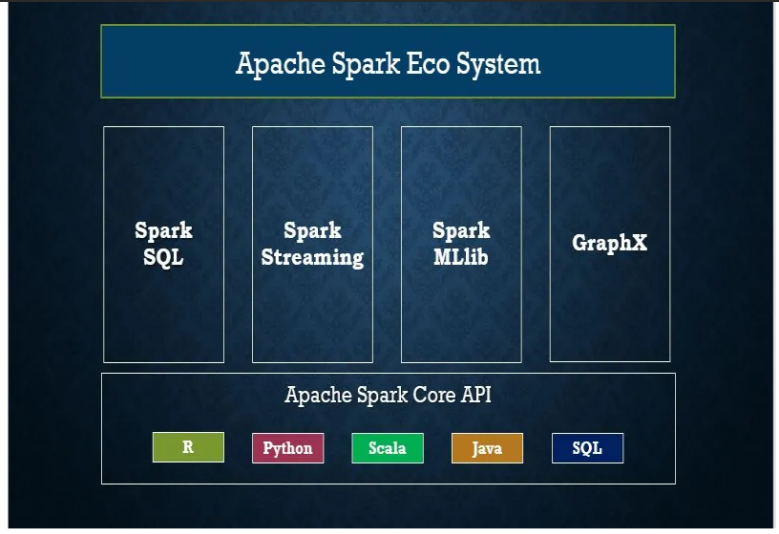 Apache Spark Eco System
Spark
SQL
Spark
Streaming
Spark
MLlib
GraphX
Apache Spark Core API
R
Python
Scala
Java
SQL